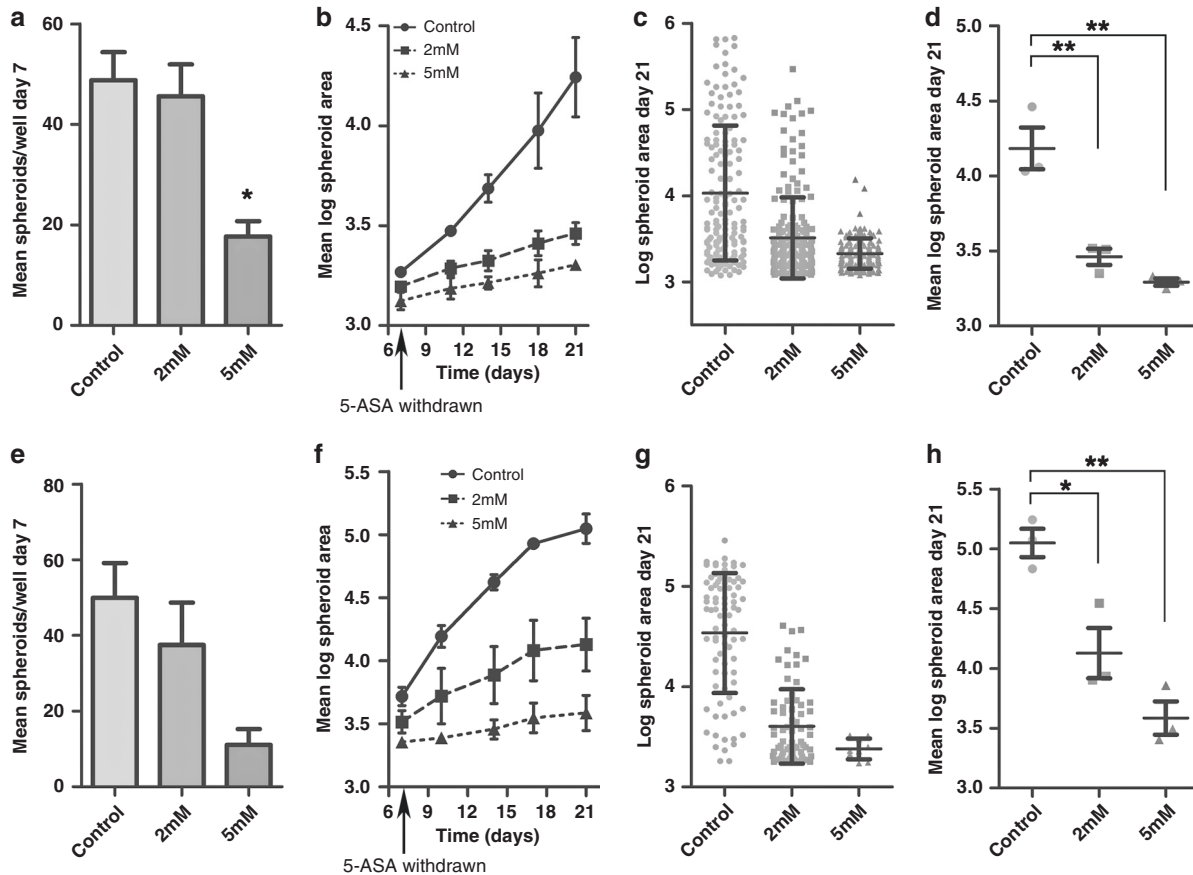 a
Mean spheroids/well day 7
60
40
20
0
Control
2mM
5mM
*
b
Mean log spheroid area
4.5
4.0
3.5
3.0
Control
2mM
5mM
6 9 12 15 18 21
Time (days)
5-ASA withdrawn
c
Log spheroid area day 21
6
5
4
3
Control
2mM
5mM
d
Mean log spheroid area day 21
5.0
4.5
4.0
3.5
3.0
**
**
Control
2mM
5mM
e
Mean spheroids/well day 7
80
60
40
20
0
Control
2mM
5mM
f
Mean log spheroid area
5.5
5.0
4.5
4.0
3.5
3.0
Control
2mM
5mM
6 9 12 15 18 21
Time (days)
5-ASA withdrawn
g
Log spheroid area day 21
6
5
4
3
Control
2mM
5mM
h
Mean log spheroid area day 21
5.5
5.0
4.5
4.0
3.5
3.0
**
*
Control
2mM
5mM